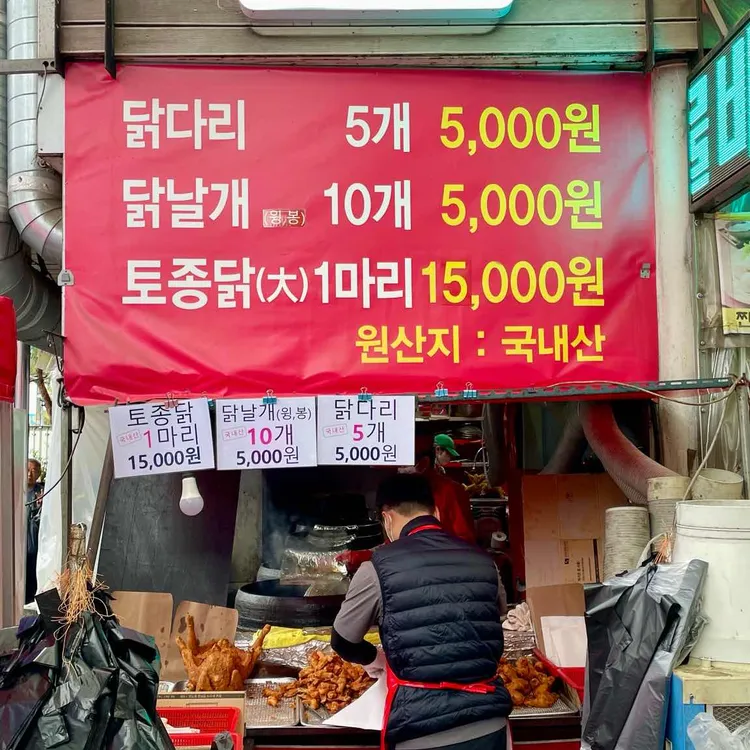 닭다리 5개 5,000원
닭날개 (윙,봉) 10개 5,000원
토종닭(大) 1마리 15,000원
원산지 : 국내산
토종닭
국내산 1마리
15,000원
닭날개(윙,봉)
국내산 10개
5,000원
닭다리
국내산 5개
5,000원